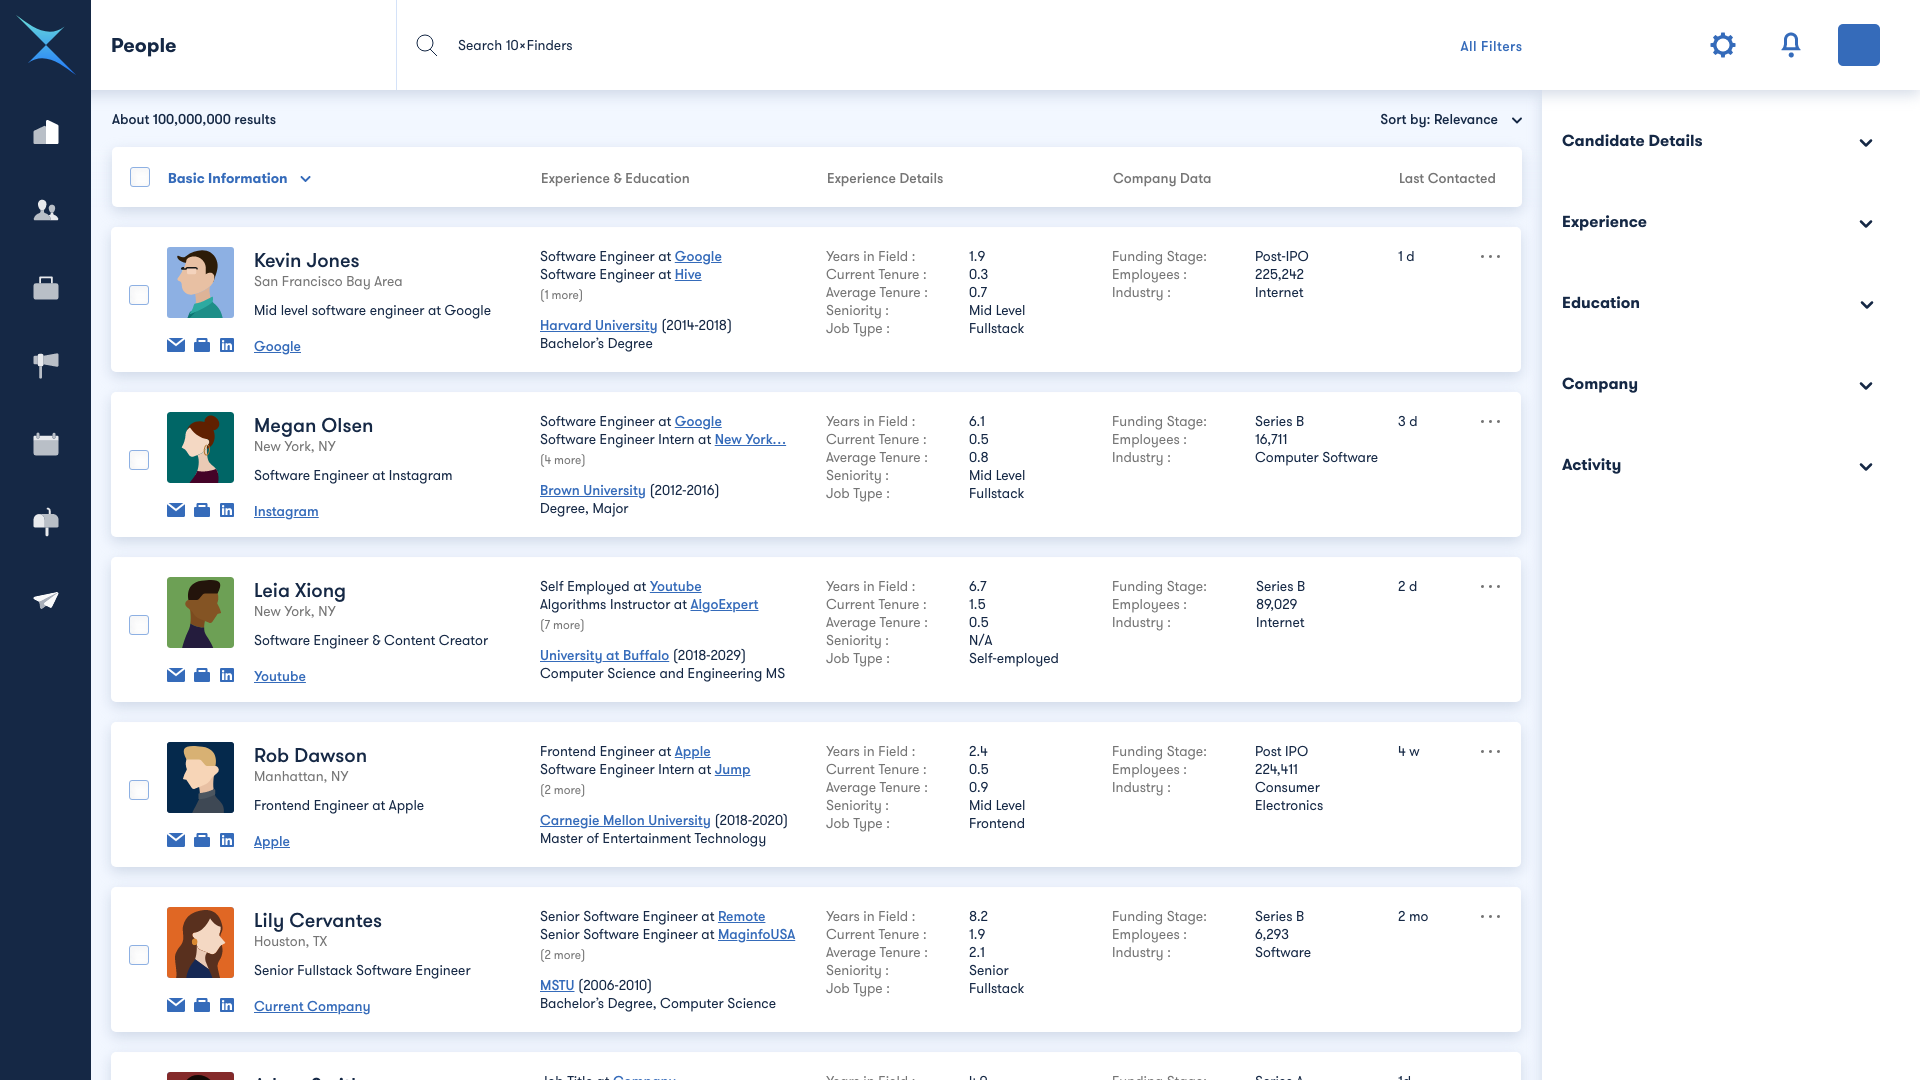 People
Search 10×Finders
All Filters
About 100,000,000 results
Sort by: Relevance
Basic Information
Experience & Education
Experience Details
Company Data
Last Contacted
Kevin Jones
San Francisco Bay Area
Mid level software engineer at Google
Google
Software Engineer at Google
Software Engineer at Hive
(1 more)
Harvard University (2014-2018)
Bachelor's Degree
Years in Field : 1.9
Current Tenure : 0.3
Average Tenure : 0.7
Seniority : Mid Level
Job Type : Fullstack
Funding Stage: Post-IPO
Employees : 225,242
Industry : Internet
1 d
Megan Olsen
New York, NY
Software Engineer at Instagram
Instagram
Software Engineer at Google
Software Engineer Intern at New York...
(4 more)
Brown University (2012-2016)
Degree, Major
Years in Field : 6.1
Current Tenure : 0.5
Average Tenure : 0.8
Seniority : Mid Level
Job Type : Fullstack
Funding Stage: Series B
Employees : 16,711
Industry : Computer Software
3 d
Leia Xiong
New York, NY
Software Engineer & Content Creator
Youtube
Self Employed at Youtube
Algorithms Instructor at AlgoExpert
(7 more)
University at Buffalo (2018-2029)
Computer Science and Engineering MS
Years in Field : 6.7
Current Tenure : 1.5
Average Tenure : 0.5
Seniority : N/A
Job Type : Self-employed
Funding Stage: Series B
Employees : 89,029
Industry : Internet
2 d
Rob Dawson
Manhattan, NY
Frontend Engineer at Apple
Apple
Frontend Engineer at Apple
Software Engineer Intern at Jump
(2 more)
Carnegie Mellon University (2018-2020)
Master of Entertainment Technology
Years in Field : 2.4
Current Tenure : 0.5
Average Tenure : 0.9
Seniority : Mid Level
Job Type : Frontend
Funding Stage: Post IPO
Employees : 224,411
Industry : Consumer
Electronics
4 w
Lily Cervantes
Houston, TX
Senior Fullstack Software Engineer
Current Company
Senior Software Engineer at Remote
Senior Software Engineer at MaginfoUSA
(2 more)
MSTU (2006-2010)
Bachelor's Degree, Computer Science
Years in Field : 8.2
Current Tenure : 1.9
Average Tenure : 2.1
Seniority : Senior
Job Type : Fullstack
Funding Stage: Series B
Employees : 6,293
Industry : Software
2 mo
Job Title at Company
Years in Field :
Funding Stage: Series A
1d
Candidate Details
Experience
Education
Company
Activity